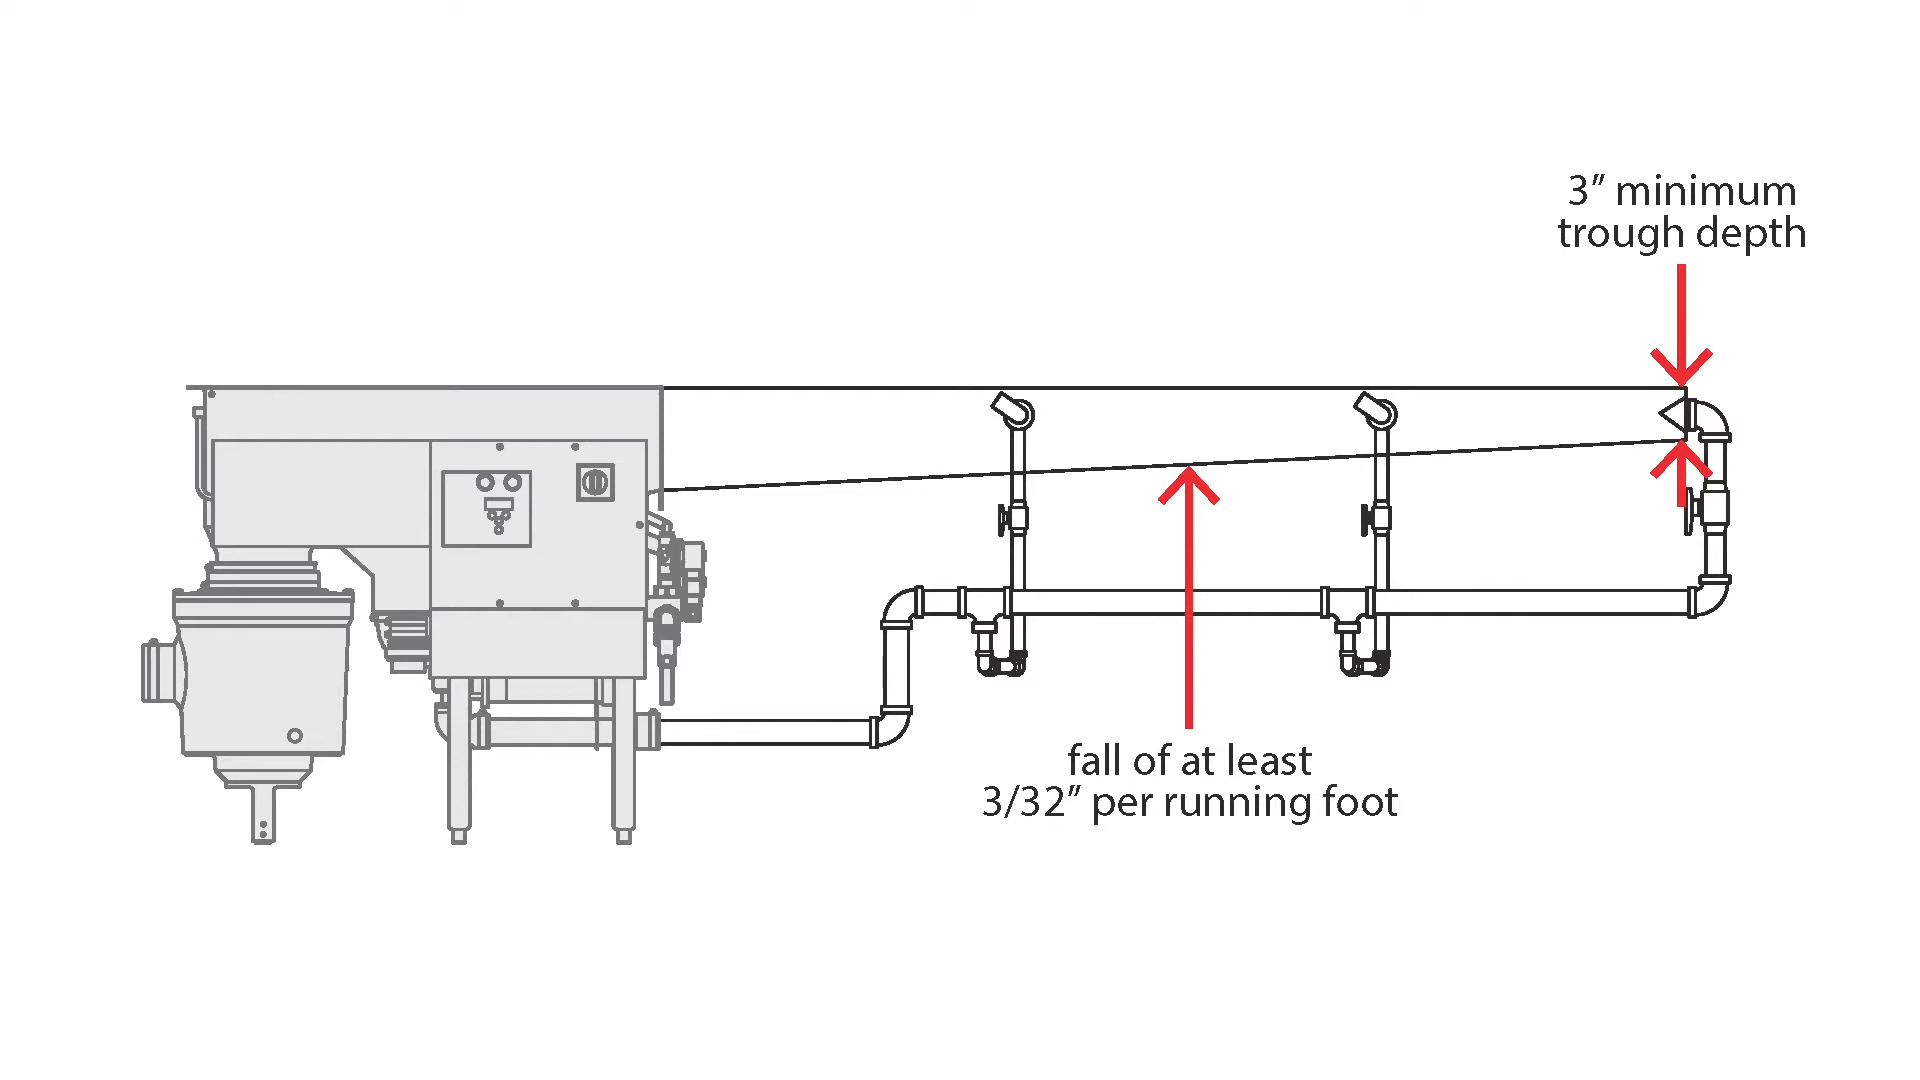 3″ minimum
trough depth
fall of at least
3/32″ per running foot